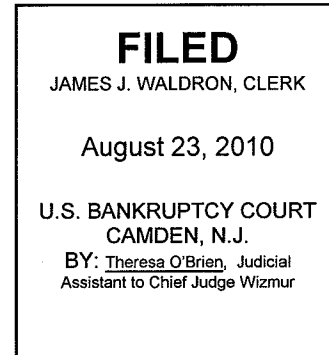 FILED
JAMES J. WALDRON, CLERK
August 23, 2010
U.S. BANKRUPTCY COURT
CAMDEN, N.J.
BY: Theresa O'Brien, Judicial
Assistant to Chief Judge Wizmur